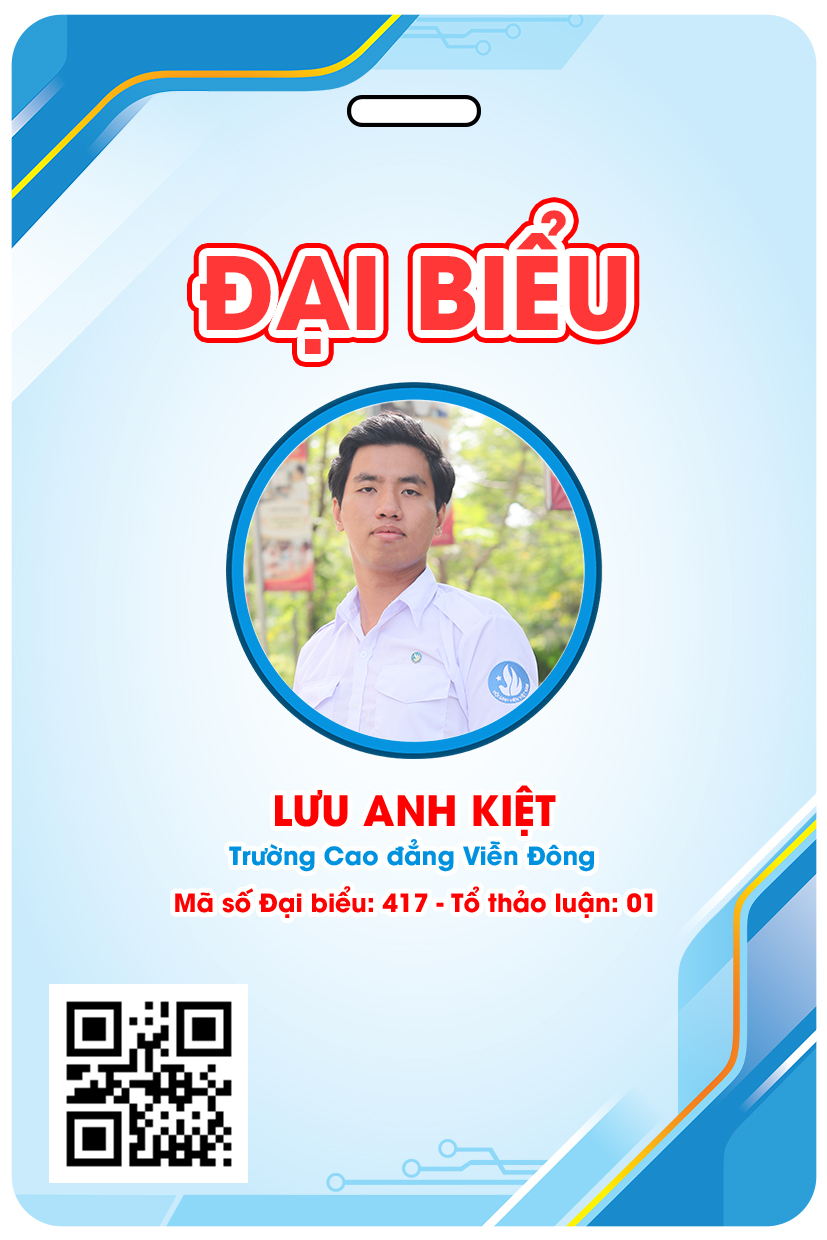 ĐẠI BIỂU
LƯU ANH KIỆT
Trường Cao đẳng Viễn Đông
Mã số Đại biểu: 417 - Tổ thảo luận: 01